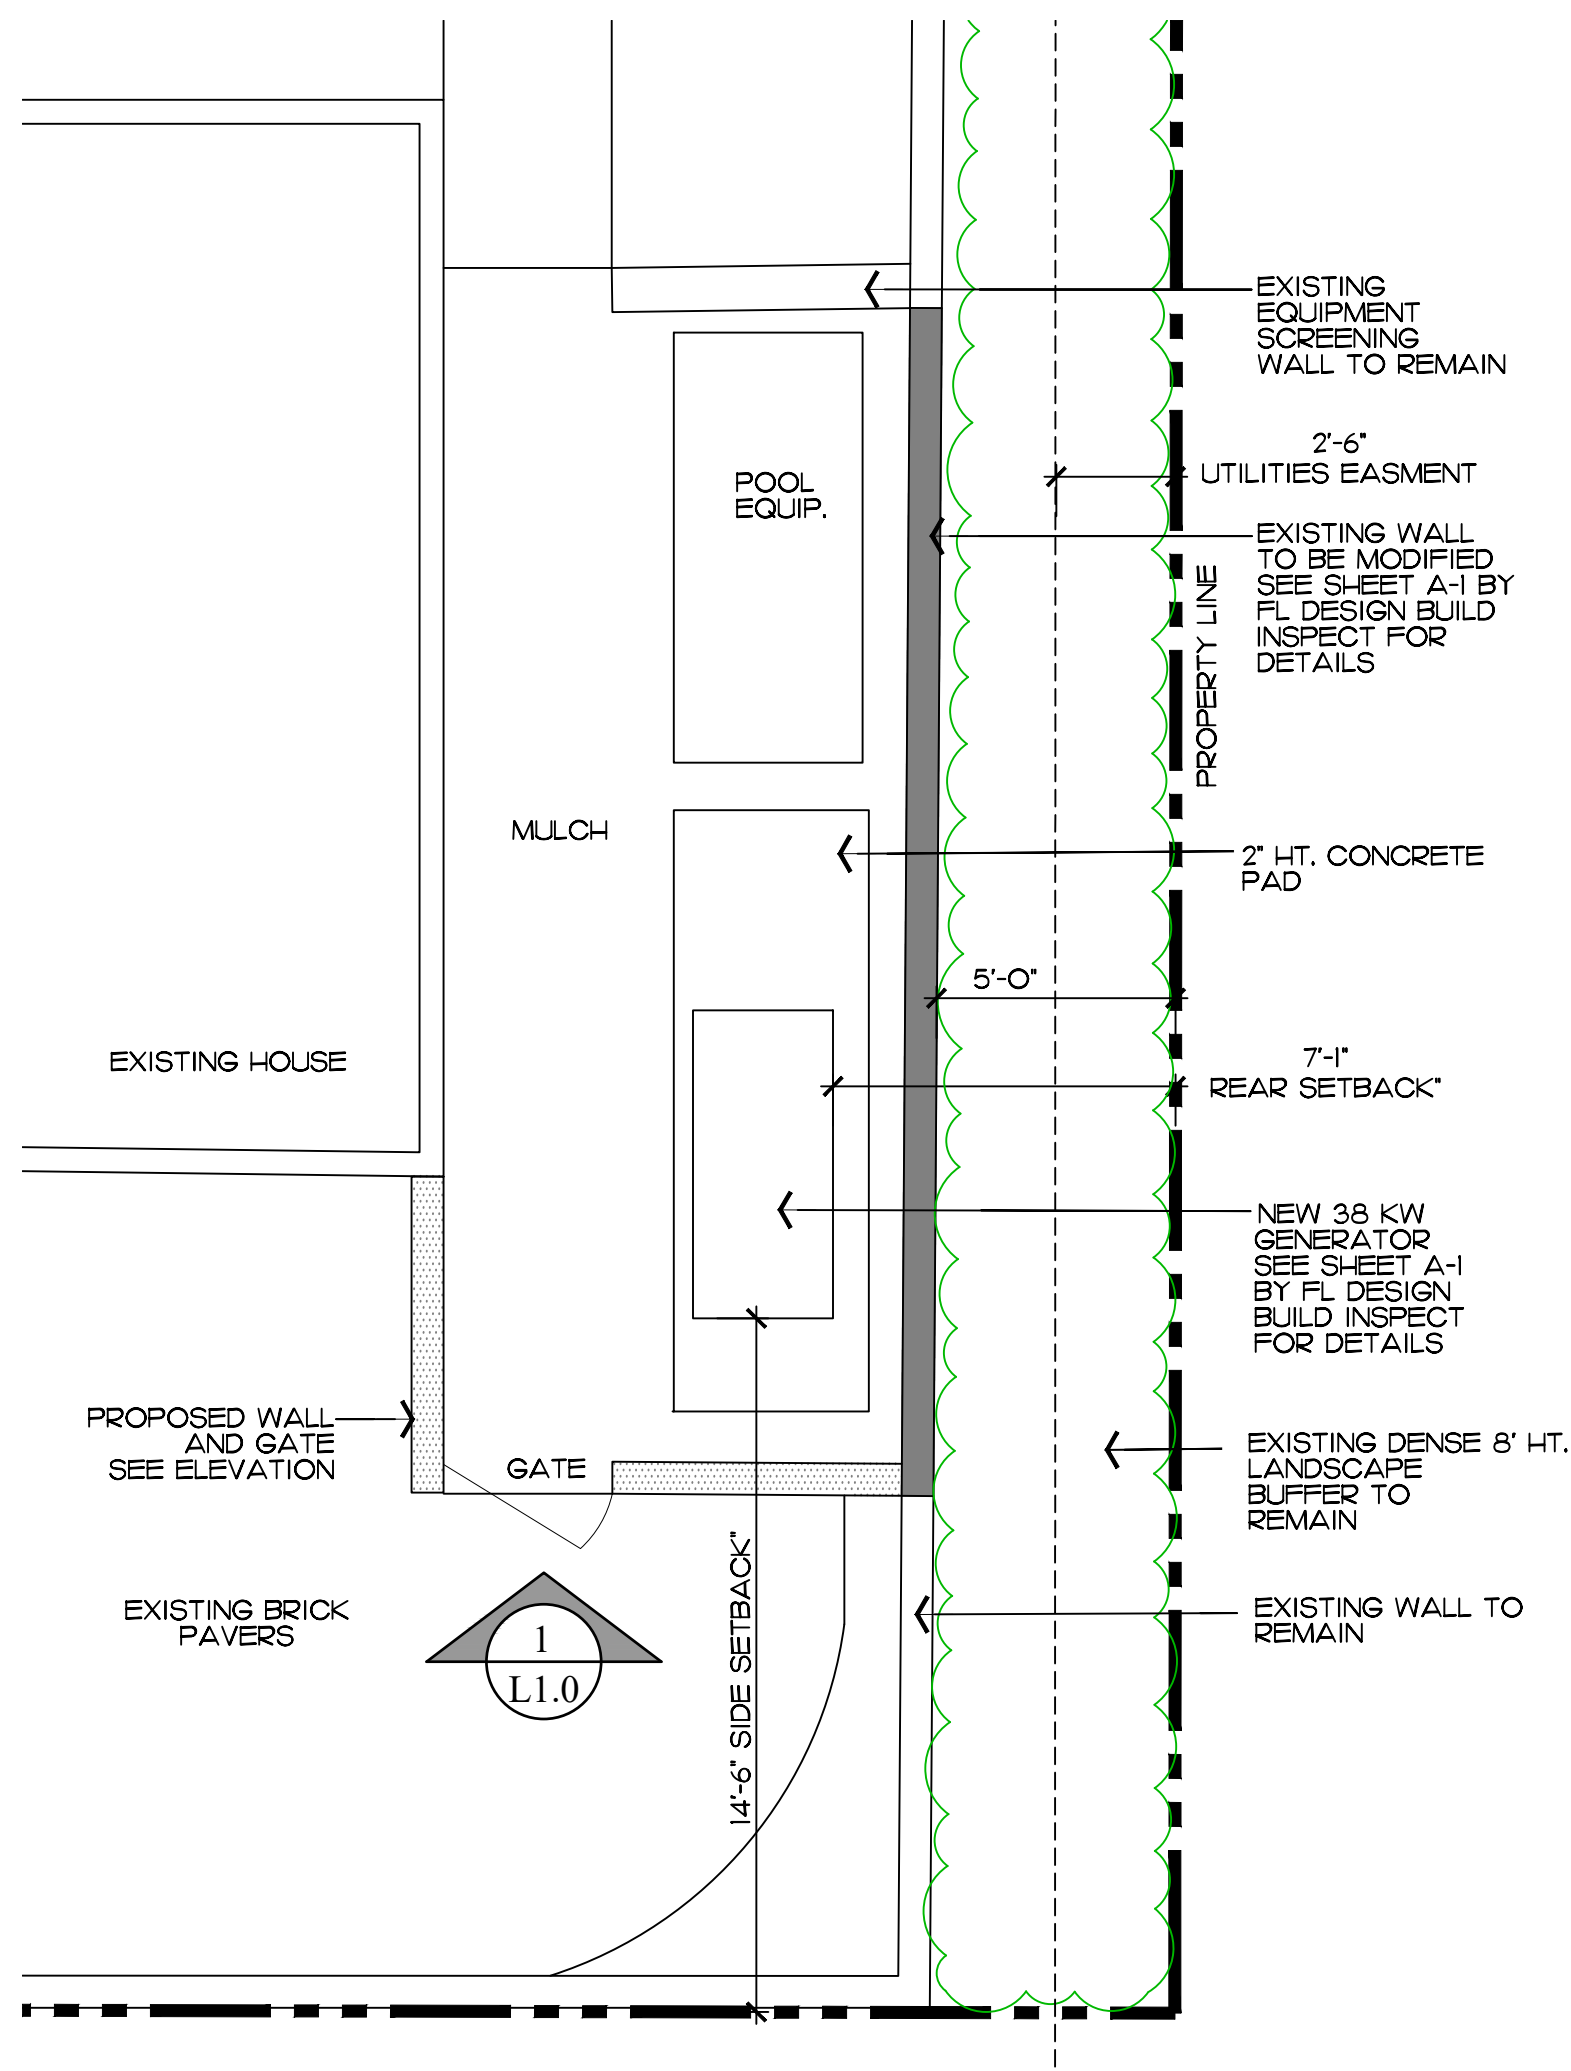 EXISTING
EQUIPMENT
SCREENING
WALL TO REMAIN
2'-6"
UTILITIES EASMENT
POOL
EQUIP.
EXISTING WALL
TO BE MODIFIED
SEE SHEET A-1 BY
FL DESIGN BUILD
INSPECT FOR
DETAILS
PROPERTY LINE
MULCH
2" HT. CONCRETE
PAD
5'-0"
EXISTING HOUSE
7'-1"
REAR SETBACK"
NEW 38 KW
GENERATOR
SEE SHEET A-1
BY FL DESIGN
BUILD INSPECT
FOR DETAILS
PROPOSED WALL
AND GATE
SEE ELEVATION
GATE
EXISTING DENSE 8' HT.
LANDSCAPE
BUFFER TO
REMAIN
14'-6" SIDE SETBACK"
EXISTING BRICK
PAVERS
1
L1.0
EXISTING WALL TO
REMAIN